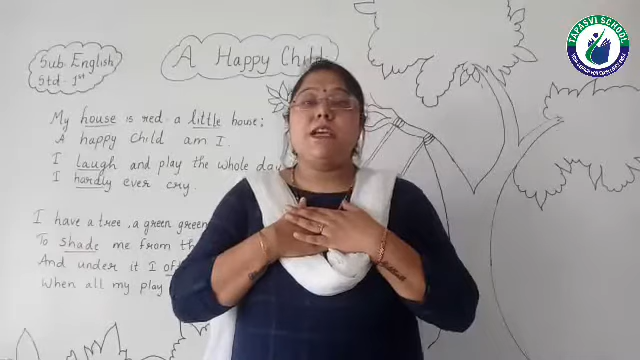 TAPASVI SCHOOL
Sub: English
Std - 1st
A Happy Child
My house is red - a little house;
A happy child am I.
I laugh and play the whole
I hardly ever cry.
I have a tree, a green green
To shade me from
And under it I
When all my play